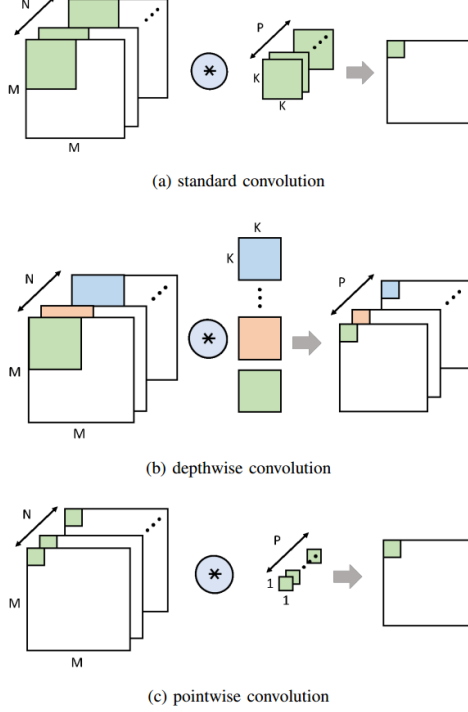 N
P
M
*
K
K
M
(a) standard convolution
K
N
K
P
M
*
M
(b) depthwise convolution
N
P
M
*
1
1
M
(c) pointwise convolution